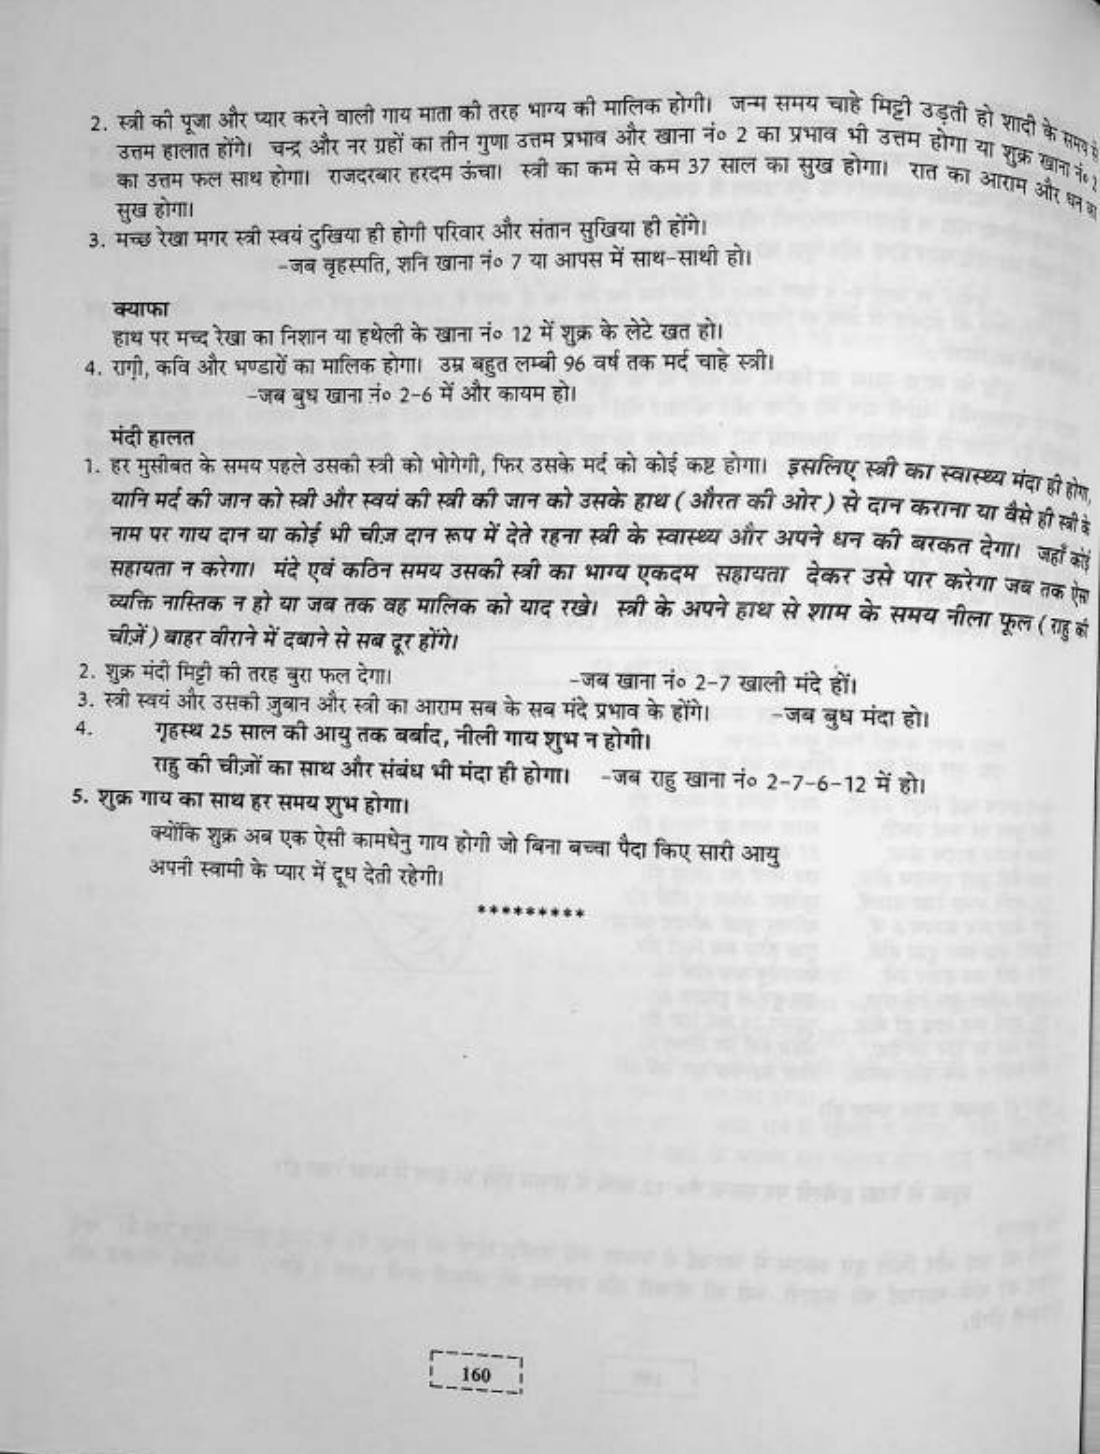 2. स्त्री की पूजा और प्यार करने वाली गाय माता की तरह भाग्य की मालिक होगी। जन्म समय चाहे मिट्टी उड़ती हो शादी के समय से
उत्तम हालात होंगे। चन्द्र और नर ग्रहों का तीन गुणा उत्तम प्रभाव और खाना नं० 2 का प्रभाव भी उत्तम होगा या शुक्र खाना नं० 2
का उत्तम फल साथ होगा। राजदरबार हरदम ऊंचा। स्त्री का कम से कम 37 साल का सुख होगा। रात का आराम और धन का
सुख होगा।
3. मच्छ रेखा मगर स्त्री स्वयं दुखिया ही होगी परिवार और संतान सुखिया ही होंगे।
-जब वृहस्पति, शनि खाना नं० 7 या आपस में साथ-साथी हो।
क्याफा
हाथ पर मच्द रेखा का निशान या हथेली के खाना नं० 12 में शुक्र के लेटे खत हो।
4. रागी, कवि और भण्डारों का मालिक होगा। उम्र बहुत लम्बी 96 वर्ष तक मर्द चाहे स्त्री।
-जब बुध खाना नं० 2-6 में और कायम हो।
मंदी हालत
1. हर मुसीबत के समय पहले उसकी स्त्री को भोगेगी, फिर उसके मर्द को कोई कष्ट होगा। इसलिए स्त्री का स्वास्थ्य मंदा ही होगा,
यानि मर्द की जान को स्त्री और स्वयं की स्त्री की जान को उसके हाथ ( औरत की ओर ) से दान कराना या वैसे ही स्त्री के
नाम पर गाय दान या कोई भी चीज़ दान रूप में देते रहना स्त्री के स्वास्थ्य और अपने धन की बरकत देगा। जहाँ कोई
सहायता न करेगा। मंदे एवं कठिन समय उसकी स्त्री का भाग्य एकदम सहायता देकर उसे पार करेगा जब तक ऐसा
व्यक्ति नास्तिक न हो या जब तक वह मालिक को याद रखे। स्त्री के अपने हाथ से शाम के समय नीला फूल ( राहु की
चीज़ें ) बाहर वीराने में दबाने से सब दूर होंगे।
2. शुक्र मंदी मिट्टी की तरह बुरा फल देगा। -जब खाना नं० 2-7 खाली मंदे हों।
3. स्त्री स्वयं और उसकी ज़ुबान और स्त्री का आराम सब के सब मंदे प्रभाव के होंगे। -जब बुध मंदा हो।
4. गृहस्थ 25 साल की आयु तक बर्बाद, नीली गाय शुभ न होगी।
राहु की चीज़ों का साथ और संबंध भी मंदा ही होगा। -जब राहु खाना नं० 2-7-6-12 में हो।
5. शुक्र गाय का साथ हर समय शुभ होगा।
क्योंकि शुक्र अब एक ऐसी कामधेनु गाय होगी जो बिना बच्चा पैदा किए सारी आयु
अपनी स्वामी के प्यार में दूध देती रहेगी।
*********
160